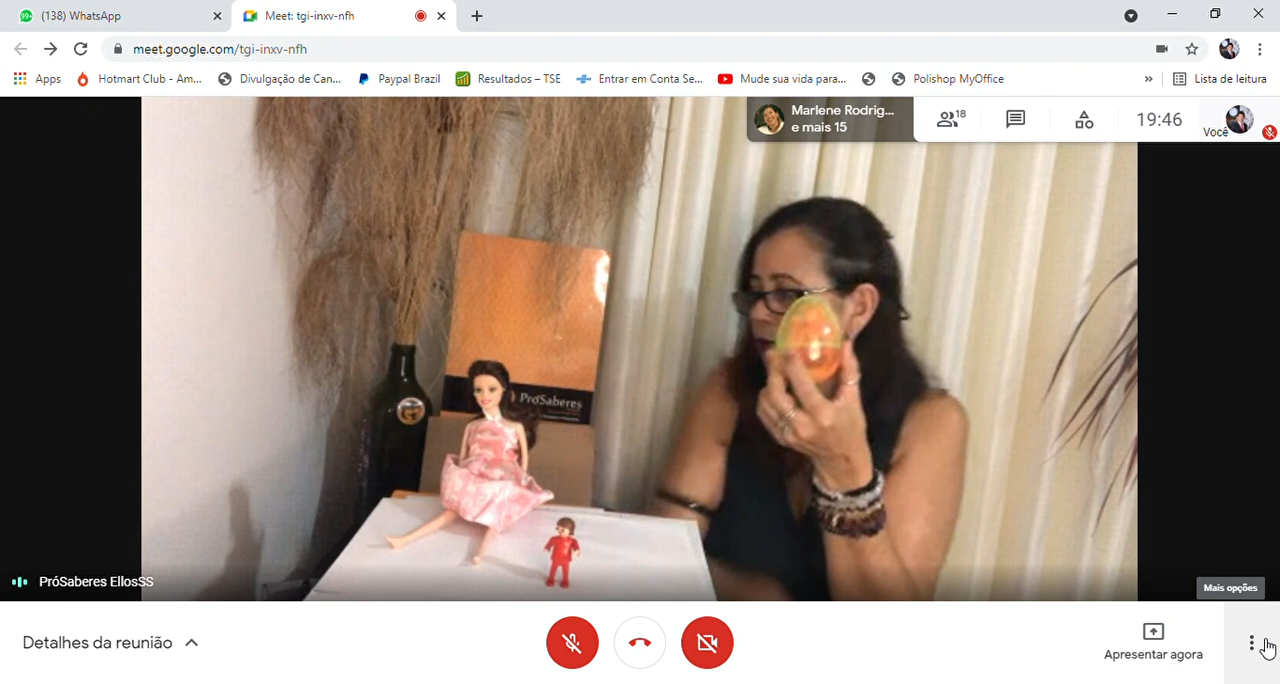 (138) WhatsApp
Meet: tgi-inxv-nfh
meet.google.com/tgi-inxv-nfh
Apps
Hotmart Club - Am...
Divulgação de Can...
Paypal Brazil
Resultados – TSE
Entrar em Conta Se...
Mude sua vida para...
Polishop MyOffice
»
Lista de leitura
Marlene Rodrig...
e mais 15
18
19:46
Você
PróSaberes
PróSaberes EllosSS
Mais opções
Detalhes da reunião
Apresentar agora